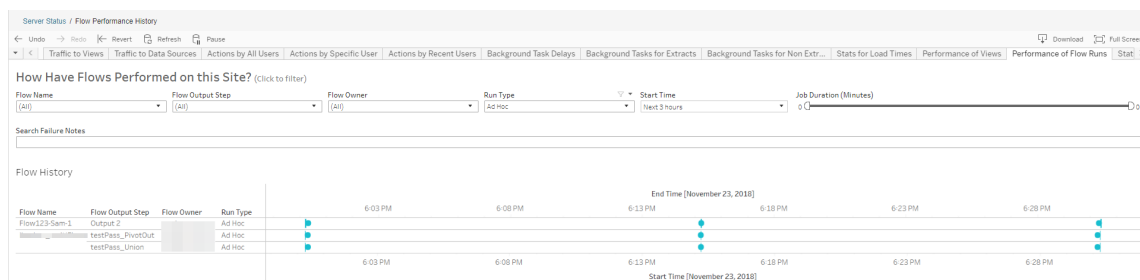 Server Status / Flow Performance History
Undo Redo Revert Refresh Pause Download Full Scree
Traffic to Views Traffic to Data Sources Actions by All Users Actions by Specific User Actions by Recent Users Background Task Delays Background Tasks for Extracts Background Tasks for Non Extr... Stats for Load Times Performance of Views Performance of Flow Runs Stat
How Have Flows Performed on this Site? (Click to filter)
Flow Name Flow Output Step Flow Owner Run Type Start Time Job Duration (Minutes)
(All) (All) (All) Ad Hoc Next 3 hours 0 0
Search Failure Notes
Flow History
End Time [November 23, 2018]
6:03 PM 6:08 PM 6:13 PM 6:18 PM 6:23 PM 6:28 PM
Flow Name Flow Output Step Flow Owner Run Type
Flow123-Sam-1 Output 2 Ad Hoc
testPass_PivotOut Ad Hoc
testPass_Union Ad Hoc
6:03 PM 6:08 PM 6:13 PM 6:18 PM 6:23 PM 6:28 PM
Start Time [November 23, 2018]